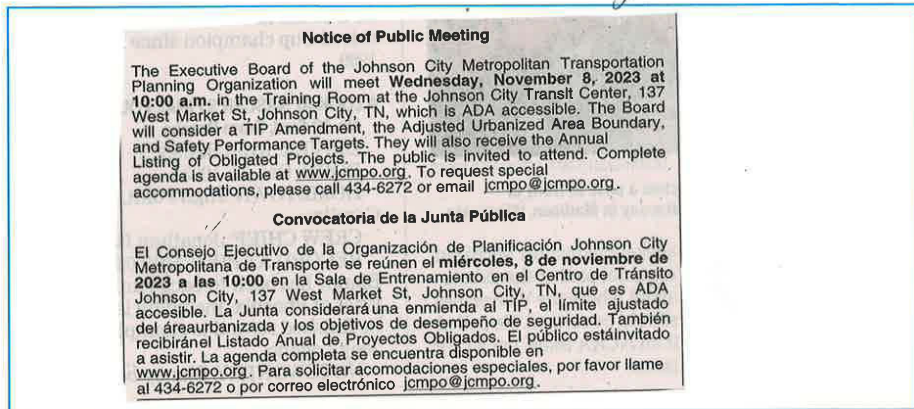 Notice of Public Meeting
The Executive Board of the Johnson City Metropolitan Transportation
Planning Organization will meet Wednesday, November 8, 2023 at
10:00 a.m. in the Training Room at the Johnson City Transit Center, 137
West Market St, Johnson City, TN, which is ADA accessible. The Board
will consider a TIP Amendment, the Adjusted Urbanized Area Boundary,
and Safety Performance Targets. They will also receive the Annual
Listing of Obligated Projects. The public is invited to attend. Complete
agenda is available at www.jcmpo.org. To request special
accommodations, please call 434-6272 or email jcmpo@jcmpo.org.
Convocatoria de la Junta Pública
El Consejo Ejecutivo de la Organización de Planificación Johnson City
Metropolitana de Transporte se reúnen el miércoles, 8 de noviembre de
2023 a las 10:00 en la Sala de Entrenamiento en el Centro de Tránsito
Johnson City, 137 West Market St, Johnson City, TN, que es ADA
accesible. La Junta considerará una enmienda al TIP, el límite ajustado
del áreaurbanizada y los objetivos de desempeño de seguridad. También
recibiránel Listado Anual de Proyectos Obligados. El público estáinvitado
a asistir. La agenda completa se encuentra disponible en
www.jcmpo.org. Para solicitar acomodaciones especiales, por favor llame
al 434-6272 o por correo electrónico jcmpo@jcmpo.org.